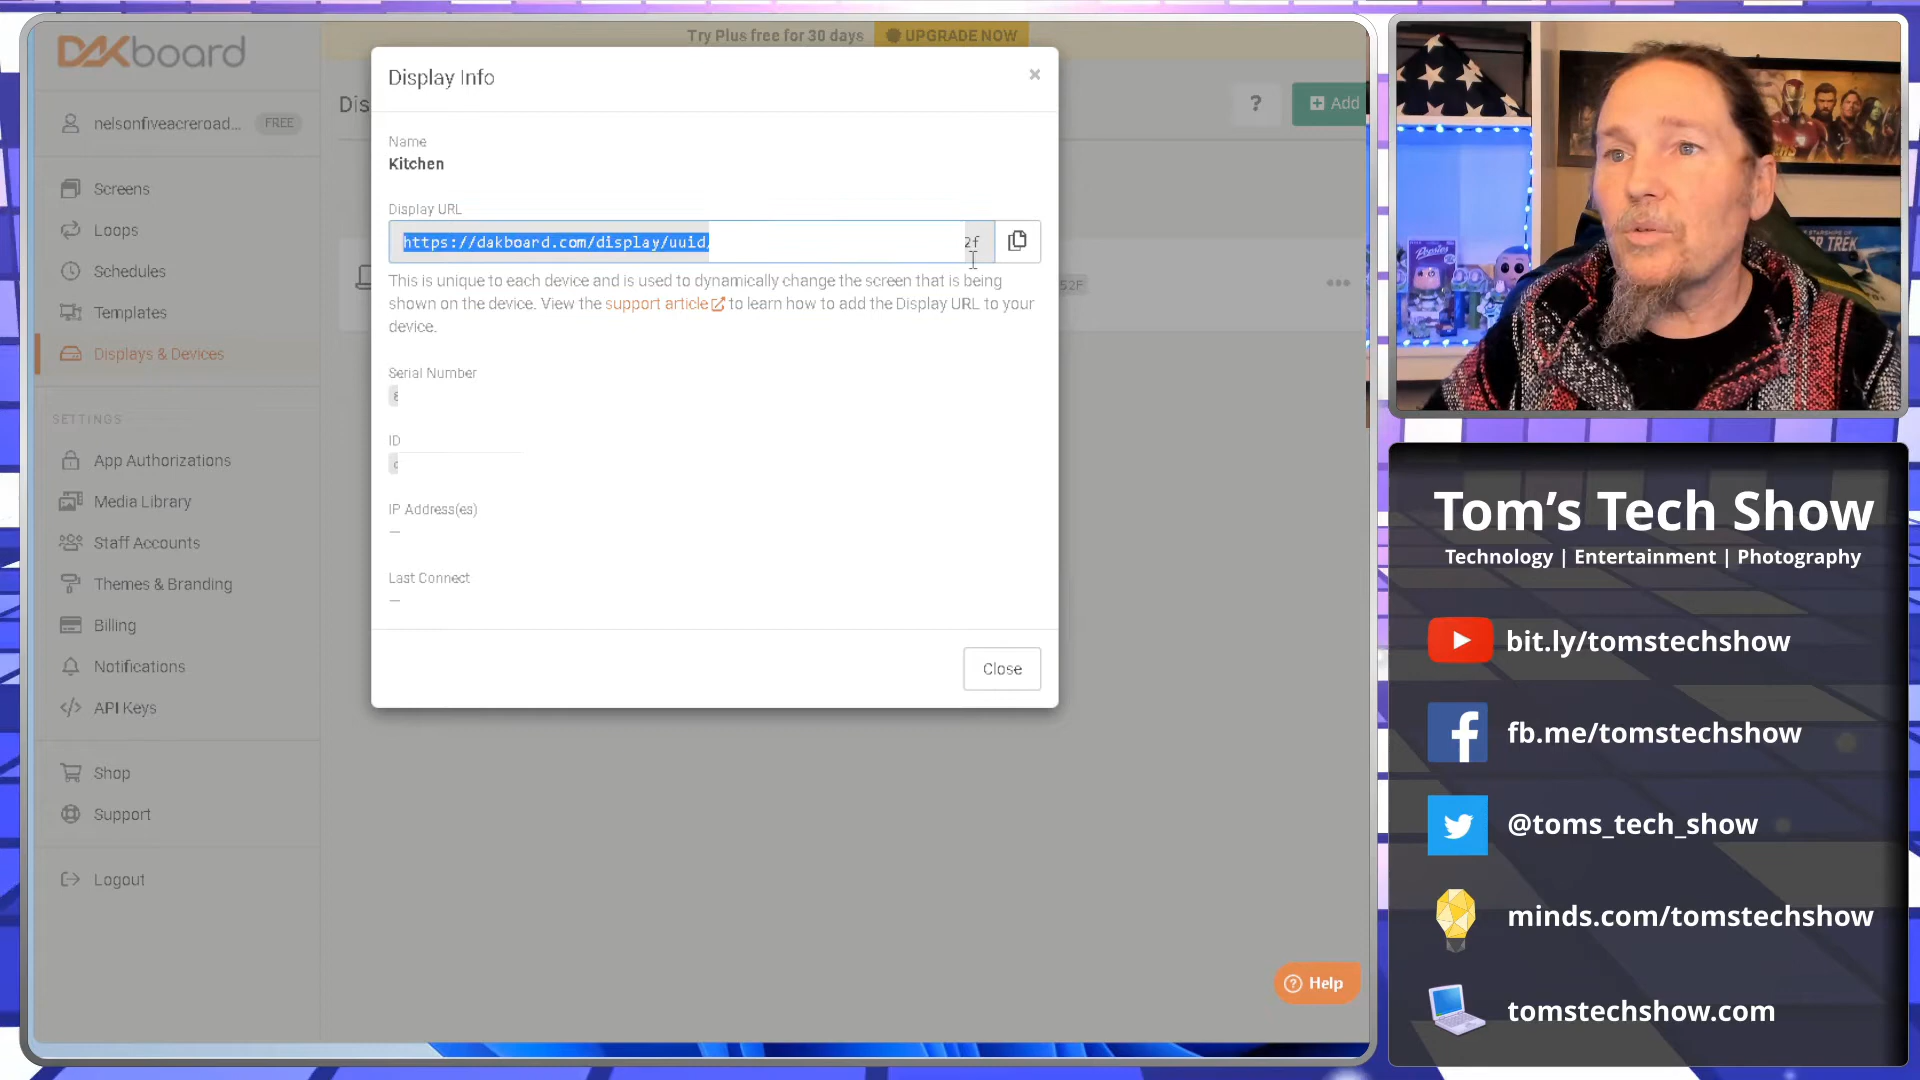 DAKboard
Try Plus free for 30 days
UPGRADE NOW
nelsonfiveacreroad...
FREE
Screens
Loops
Schedules
Templates
Displays & Devices
SETTINGS
App Authorizations
Media Library
Staff Accounts
Themes & Branding
Billing
Notifications
API Keys
Shop
Support
Logout
Dis
?
Add
52F
Display Info
×
Name
Kitchen
Display URL
https://dakboard.com/display/uuid/
2f
This is unique to each device and is used to dynamically change the screen that is being
shown on the device. View the support article to learn how to add the Display URL to your
device.
Serial Number
ID
IP Address(es)
—
Last Connect
—
Close
Help
TREK
Tom's Tech Show
Technology | Entertainment | Photography
bit.ly/tomstechshow
fb.me/tomstechshow
@toms_tech_show
minds.com/tomstechshow
tomstechshow.com